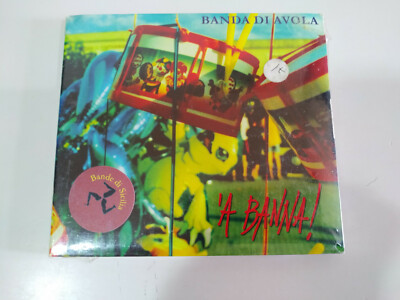 BANDA DI AVOLA
Bande di Sicilia
'A BANNA!